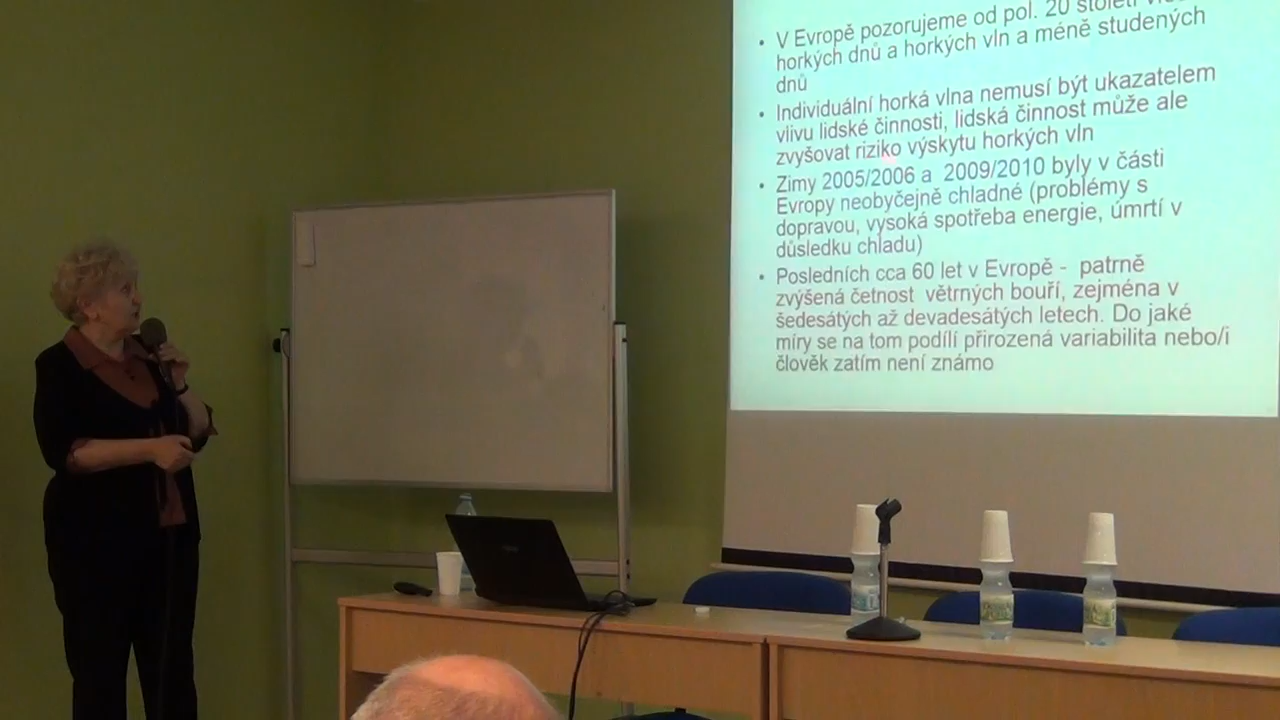 V Evropě pozorujeme od pol. 20 století
horkých dnů a horkých vln a méně studených
dnů
Individuální horká vlna nemusí být ukazatelem
vlivu lidské činnosti, lidská činnost může ale
zvyšovat riziko výskytu horkých vln
Zimy 2005/2006 a 2009/2010 byly v části
Evropy neobyčejně chladné (problémy s
dopravou, vysoká spotřeba energie, úmrtí v
důsledku chladu)
Posledních cca 60 let v Evropě - patrně
zvýšená četnost větrných bouří, zejména v
šedesátých až devadesátých letech. Do jaké
míry se na tom podílí přirozená variabilita nebo/i
člověk zatím není známo